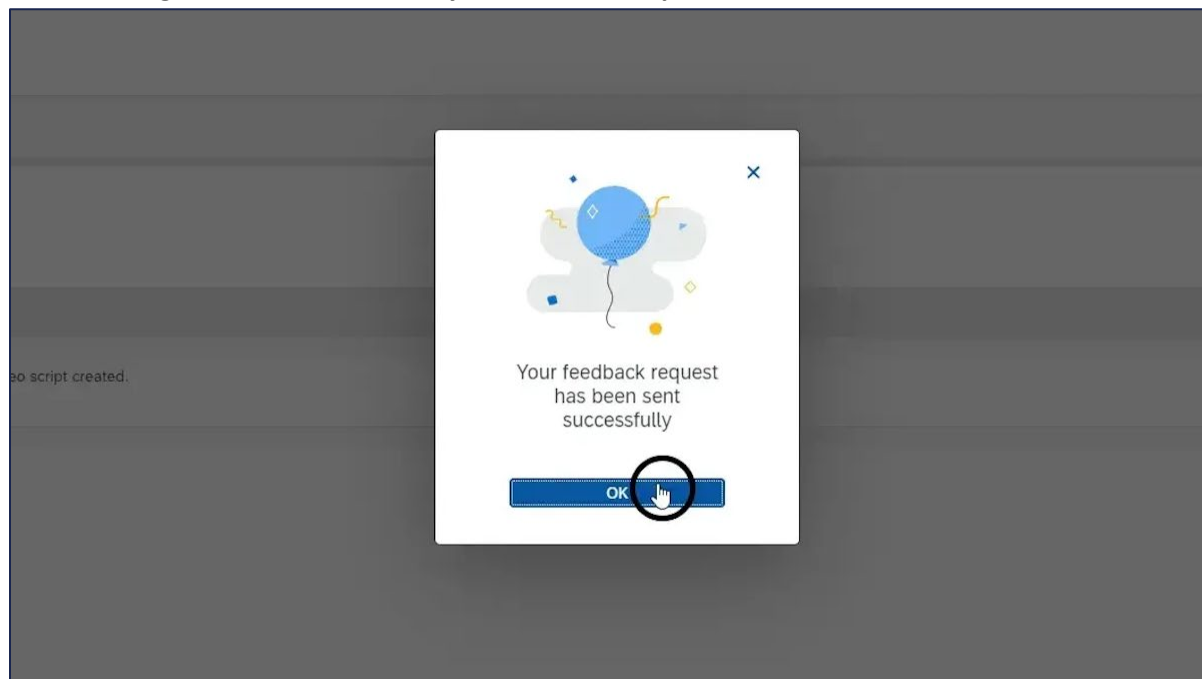 eo script created.
Your feedback request
has been sent
successfully
OK